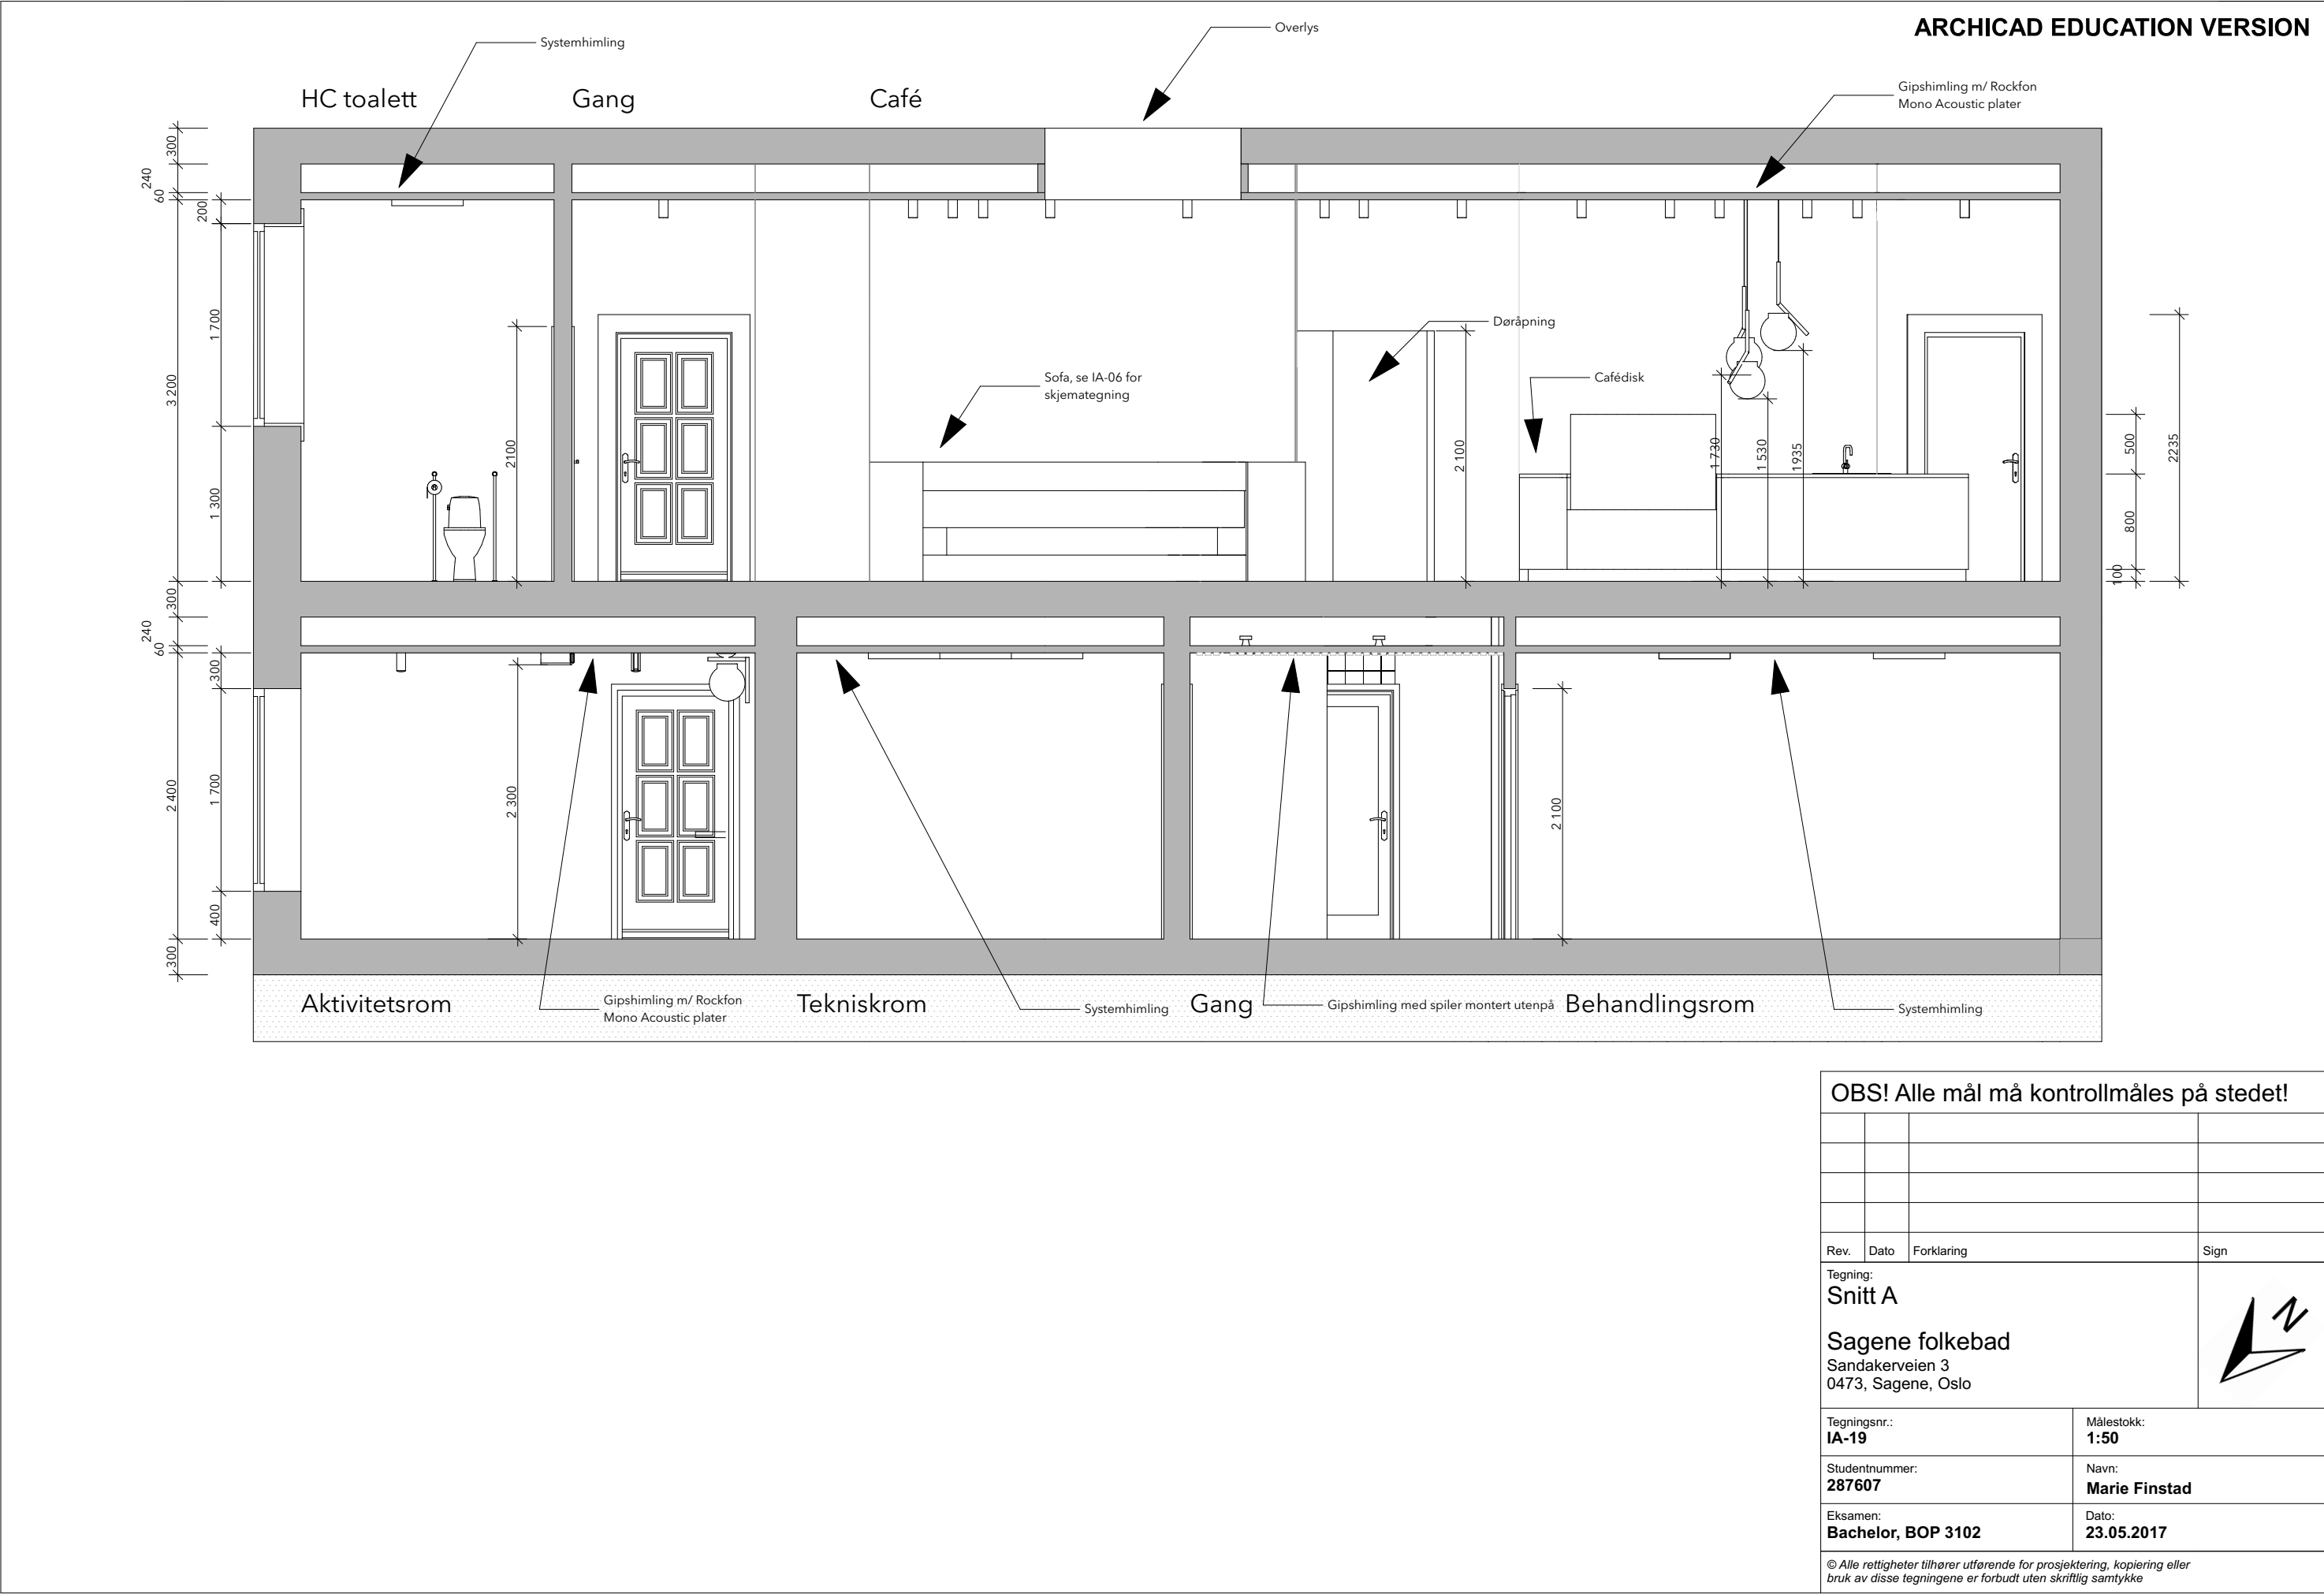 ARCHICAD EDUCATION VERSION
Overlys
Systemhimling
Gipshimling m/ Rockfon
Mono Acoustic plater
HC toalett
Gang
Café
300
240
60
200
1 700
3 200
1 300
2100
Sofa, se IA-06 for
skjemategning
Døråpning
2 100
Cafédisk
1 730
1 530
1935
500
800
100
2235
300
240
60
300
1 700
2 400
400
300
2 300
2 100
Aktivitetsrom
Gipshimling m/ Rockfon
Mono Acoustic plater
Tekniskrom
Systemhimling
Gang
Gipshimling med spiler montert utenpå
Behandlingsrom
Systemhimling
OBS! Alle mål må kontrollmåles på stedet!
Rev. Dato Forklaring Sign
Tegning:
Snitt A
Sagene folkebad
Sandakerveien 3
0473, Sagene, Oslo
N
Tegningsnr.:
IA-19
Målestokk:
1:50
Studentnummer:
287607
Navn:
Marie Finstad
Eksamen:
Bachelor, BOP 3102
Dato:
23.05.2017
© Alle rettigheter tilhører utførende for prosjektering, kopiering eller
bruk av disse tegningene er forbudt uten skriftlig samtykke